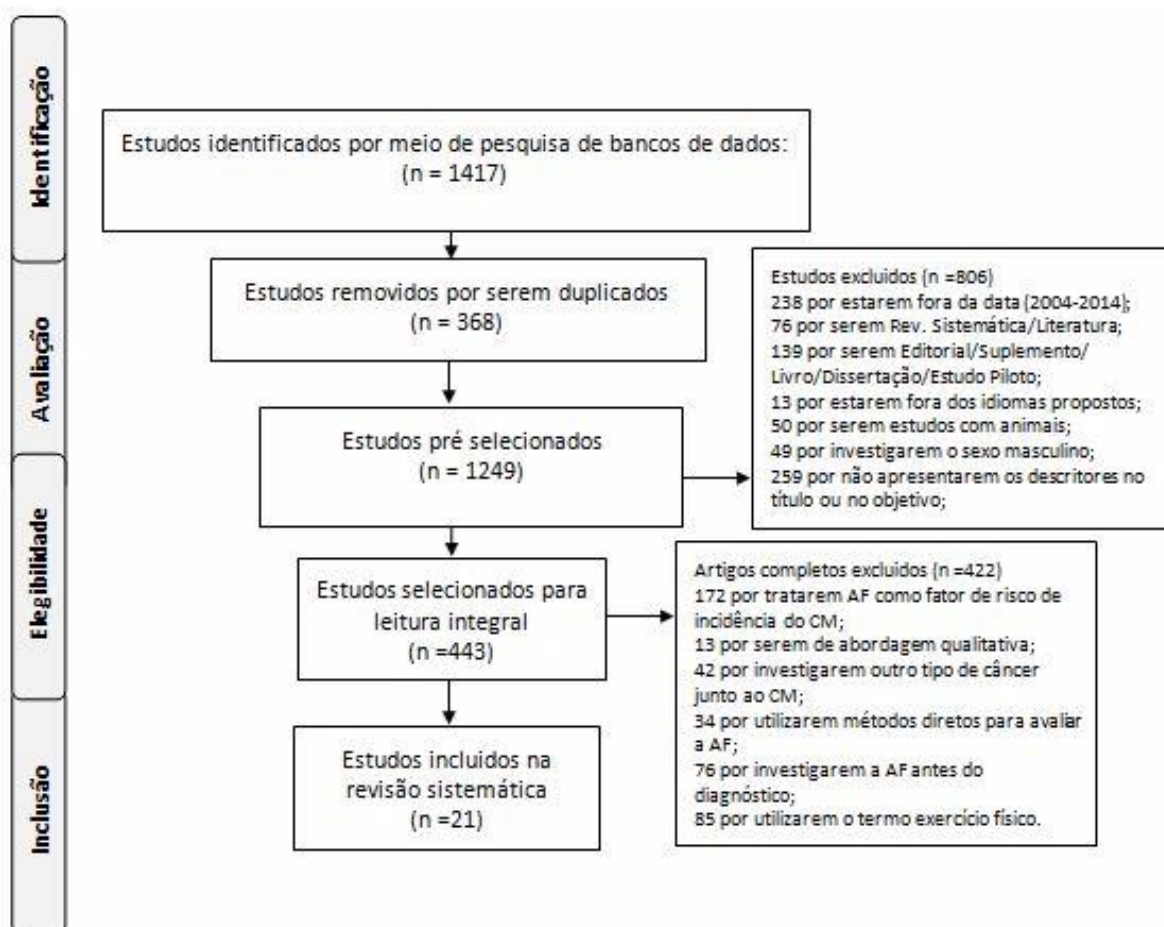 Identificação
Estudos identificados por meio de pesquisa de bancos de dados:
(n = 1417)
Avaliação
Estudos removidos por serem duplicados
(n = 368)
Estudos excluidos (n =806)
238 por estarem fora da data (2004-2014);
76 por serem Rev. Sistemática/Literatura;
139 por serem Editorial/Suplemento/
Livro/Dissertação/Estudo Piloto;
13 por estarem fora dos idiomas propostos;
50 por serem estudos com animais;
49 por investigarem o sexo masculino;
259 por não apresentarem os descritores no
título ou no objetivo;
Estudos pré selecionados
(n = 1249)
Elegibilidade
Estudos selecionados para
leitura integral
(n =443)
Artigos completos excluidos (n =422)
172 por tratarem AF como fator de risco de
incidência do CM;
13 por serem de abordagem qualitativa;
42 por investigarem outro tipo de câncer
junto ao CM;
34 por utilizarem métodos diretos para avaliar
a AF;
76 por investigarem a AF antes do
diagnóstico;
85 por utilizarem o termo exercício físico.
Inclusão
Estudos incluidos na
revisão sistemática
(n =21)